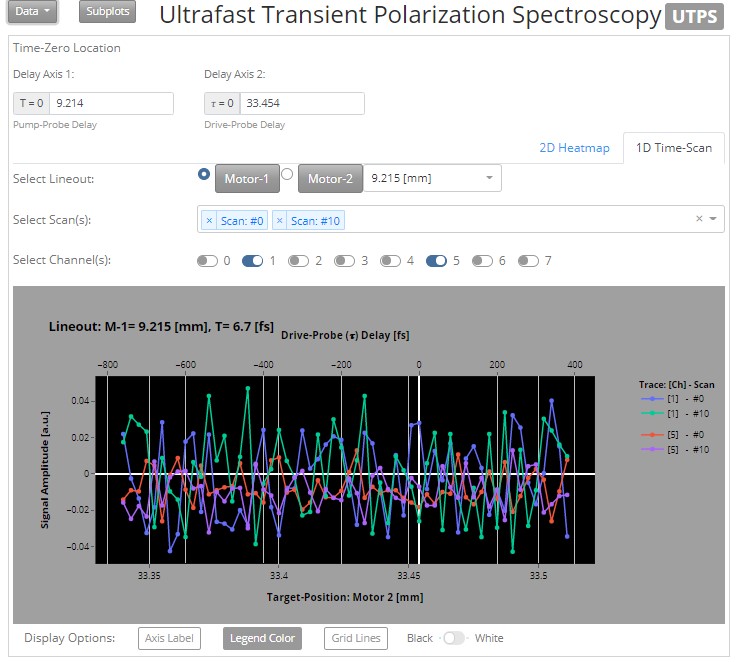 Data
Subplots
Ultrafast Transient Polarization Spectroscopy UTPS
Time-Zero Location
Delay Axis 1:
Delay Axis 2:
T = 0 9.214
τ = 0 33.454
Pump-Probe Delay
Drive-Probe Delay
2D Heatmap
1D Time-Scan
Select Lineout:
Motor-1
Motor-2
9.215 [mm]
Select Scan(s):
× Scan: #0
× Scan: #10
×
Select Channel(s):
0 1 2 3 4 5 6 7
Lineout: M-1= 9.215 [mm], T= 6.7 [fs]
Drive-Probe (τ) Delay [fs]
−800 −600 −400 −200 0 200 400
Signal Amplitude [a.u]
0.04
0.02
0
−0.02
−0.04
33.35 33.4 33.45 33.5
Target-Position: Motor 2 [mm]
Trace: [Ch] - Scan
[1] - #0
[1] - #10
[5] - #0
[5] - #10
Display Options:
Axis Label
Legend Color
Grid Lines
Black
White